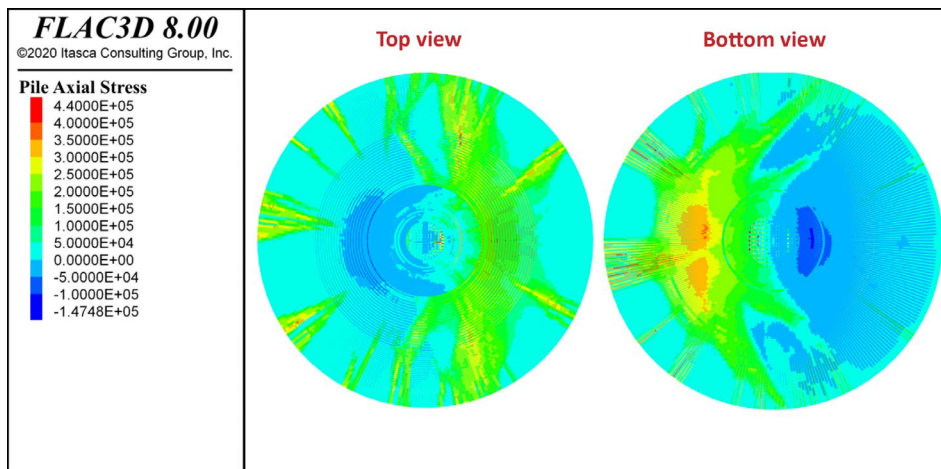 FLAC3D 8.00
©2020 Itasca Consulting Group, Inc.
Pile Axial Stress
4.4000E+05
4.0000E+05
3.5000E+05
3.0000E+05
2.5000E+05
2.0000E+05
1.5000E+05
1.0000E+05
5.0000E+04
0.0000E+00
-5.0000E+04
-1.0000E+05
-1.4748E+05
Top view
Bottom view